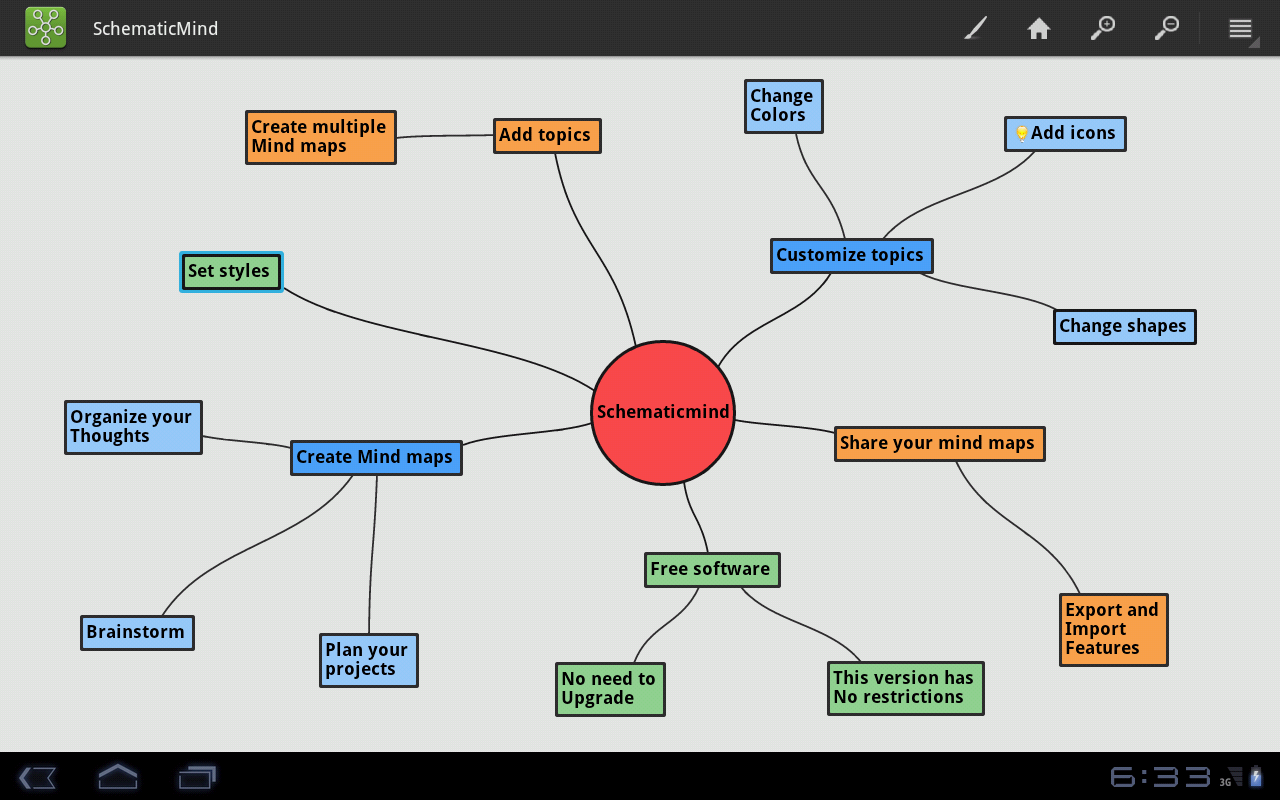 SchematicMind
Change
Colors
Create multiple
Mind maps
Add topics
Add icons
Customize topics
Set styles
Change shapes
Schematicmind
Organize your
Thoughts
Create Mind maps
Share your mind maps
Free software
Brainstorm
Plan your
projects
No need to
Upgrade
This version has
No restrictions
Export and
Import
Features
6:33
3G